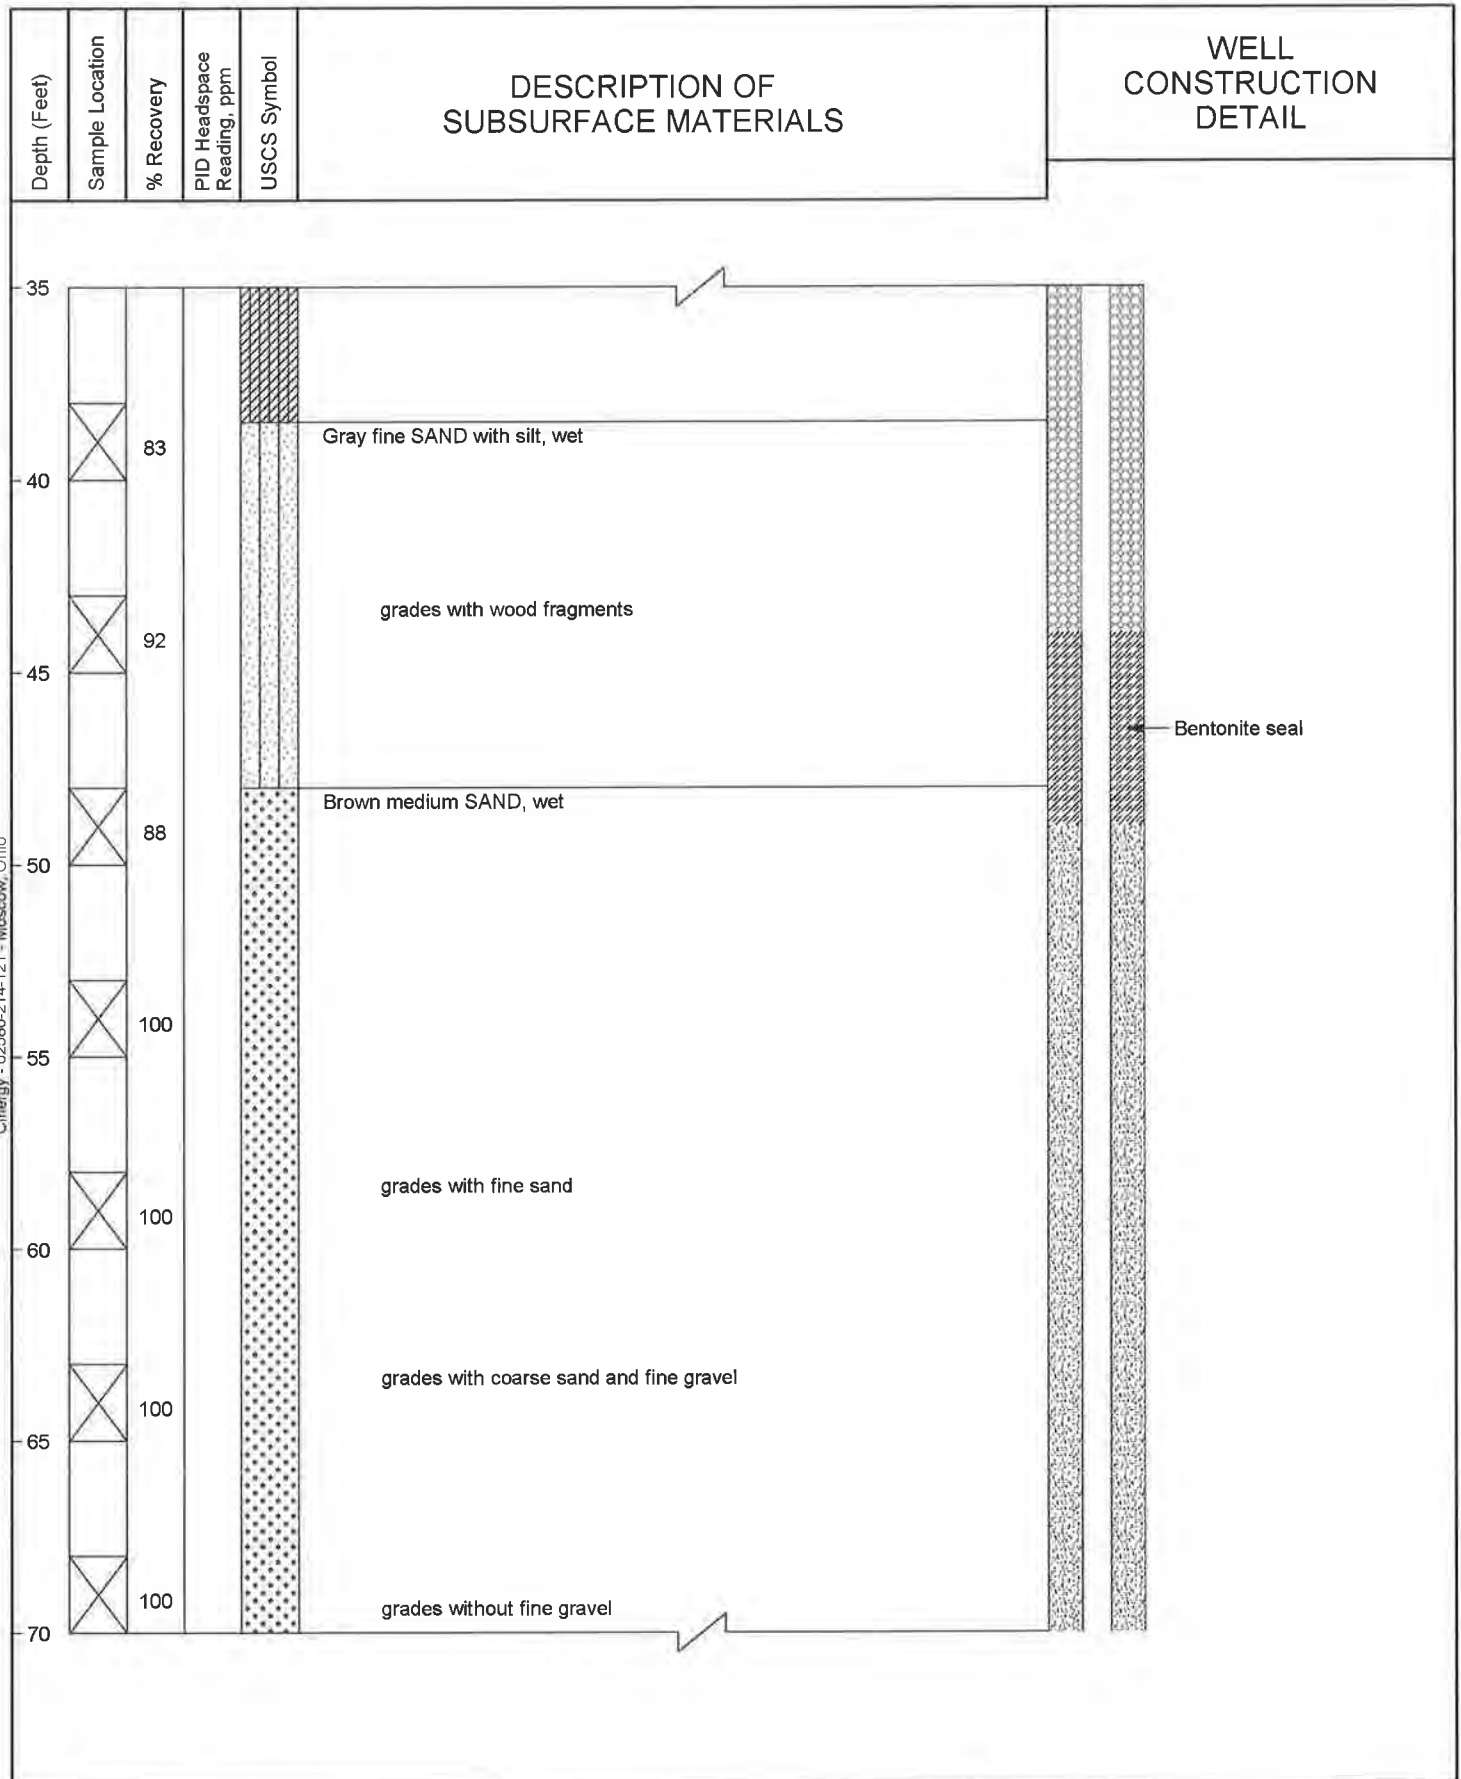 Depth (Feet)
Sample Location
% Recovery
PID Headspace
Reading, ppm
USCS Symbol
DESCRIPTION OF
SUBSURFACE MATERIALS
WELL
CONSTRUCTION
DETAIL
35
Gray fine SAND with silt, wet
83
40
grades with wood fragments
92
45
Bentonite seal
Brown medium SAND, wet
88
50
100
55
grades with fine sand
100
60
grades with coarse sand and fine gravel
100
65
100
grades without fine gravel
70
Moscow, Ohio